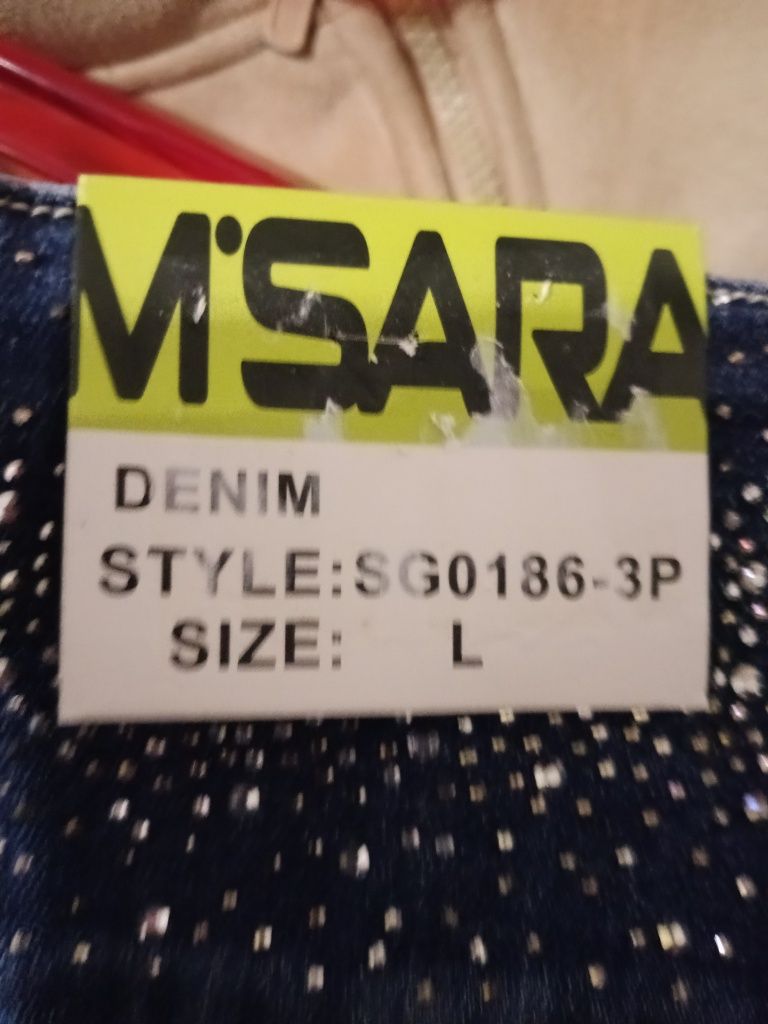 M'SARA
DENIM
STYLE:SG0186-3P
SIZE: L